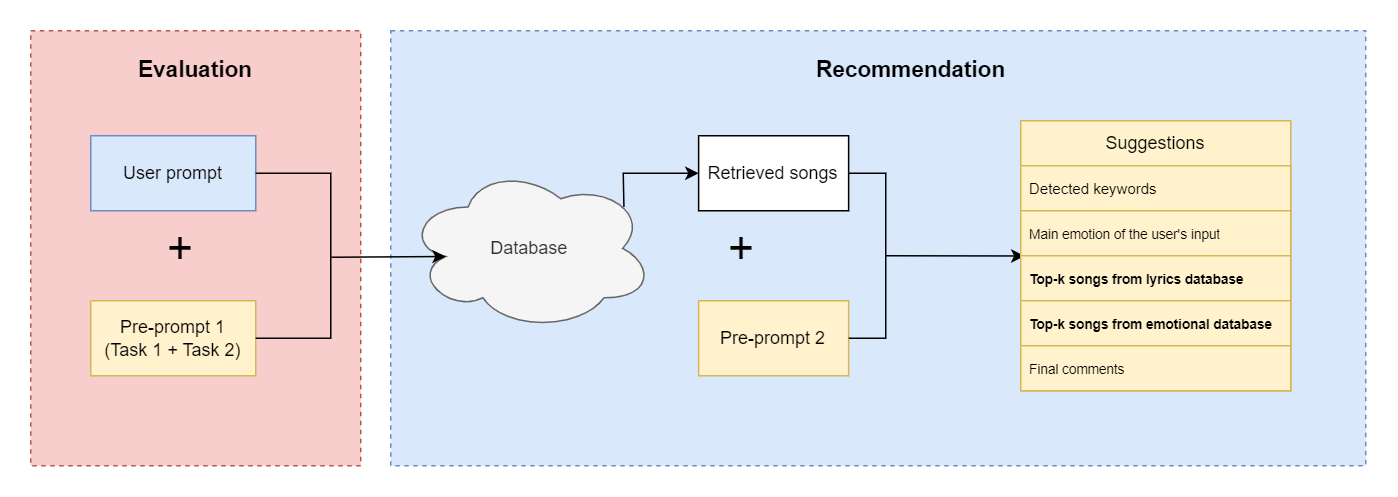 Evaluation
User prompt
+
Pre-prompt 1
(Task 1 + Task 2)
Recommendation
Database
Retrieved songs
+
Pre-prompt 2
Suggestions
Detected keywords
Main emotion of the user's input
Top-k songs from lyrics database
Top-k songs from emotional database
Final comments